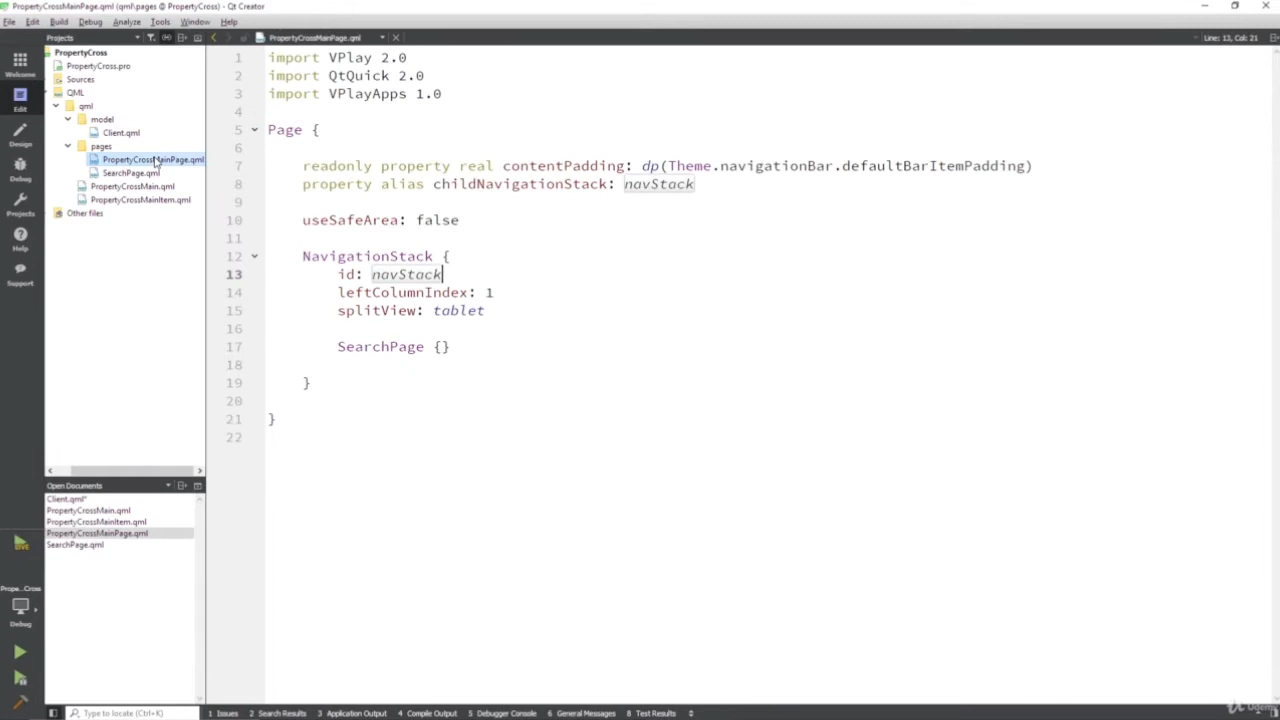 PropertyCrossMainPage.qml (qml\pages @ PropertyCross) - Qt Creator
File Edit Build Debug Analyze Tools Window Help
Projects
PropertyCrossMainPage.qml
Line: 13, Col: 21
Welcome
Edit
Design
Debug
Projects
Help
Support
PropertyCross
PropertyCross.pro
Sources
QML
qml
model
Client.qml
pages
PropertyCrossMainPage.qml
SearchPage.qml
PropertyCrossMain.qml
PropertyCrossMainItem.qml
Other files
1 import VPlay 2.0
2 import QtQuick 2.0
3 import VPlayApps 1.0
4
5 Page {
6
7 readonly property real contentPadding: dp(Theme.navigationBar.defaultBarItemPadding)
8 property alias childNavigationStack: navStack
9
10 useSafeArea: false
11
12 NavigationStack {
13 id: navStack
14 leftColumnIndex: 1
15 splitView: tablet
16
17 SearchPage {}
18
19 }
20
21 }
22
Open Documents
Client.qml*
PropertyCrossMain.qml
PropertyCrossMainItem.qml
PropertyCrossMainPage.qml
SearchPage.qml
LIVE
Prope...Cross
Debug
Type to locate (Ctrl+K)
1 Issues 2 Search Results 3 Application Output 4 Compile Output 5 Debugger Console 6 General Messages 8 Test Results
Udemy